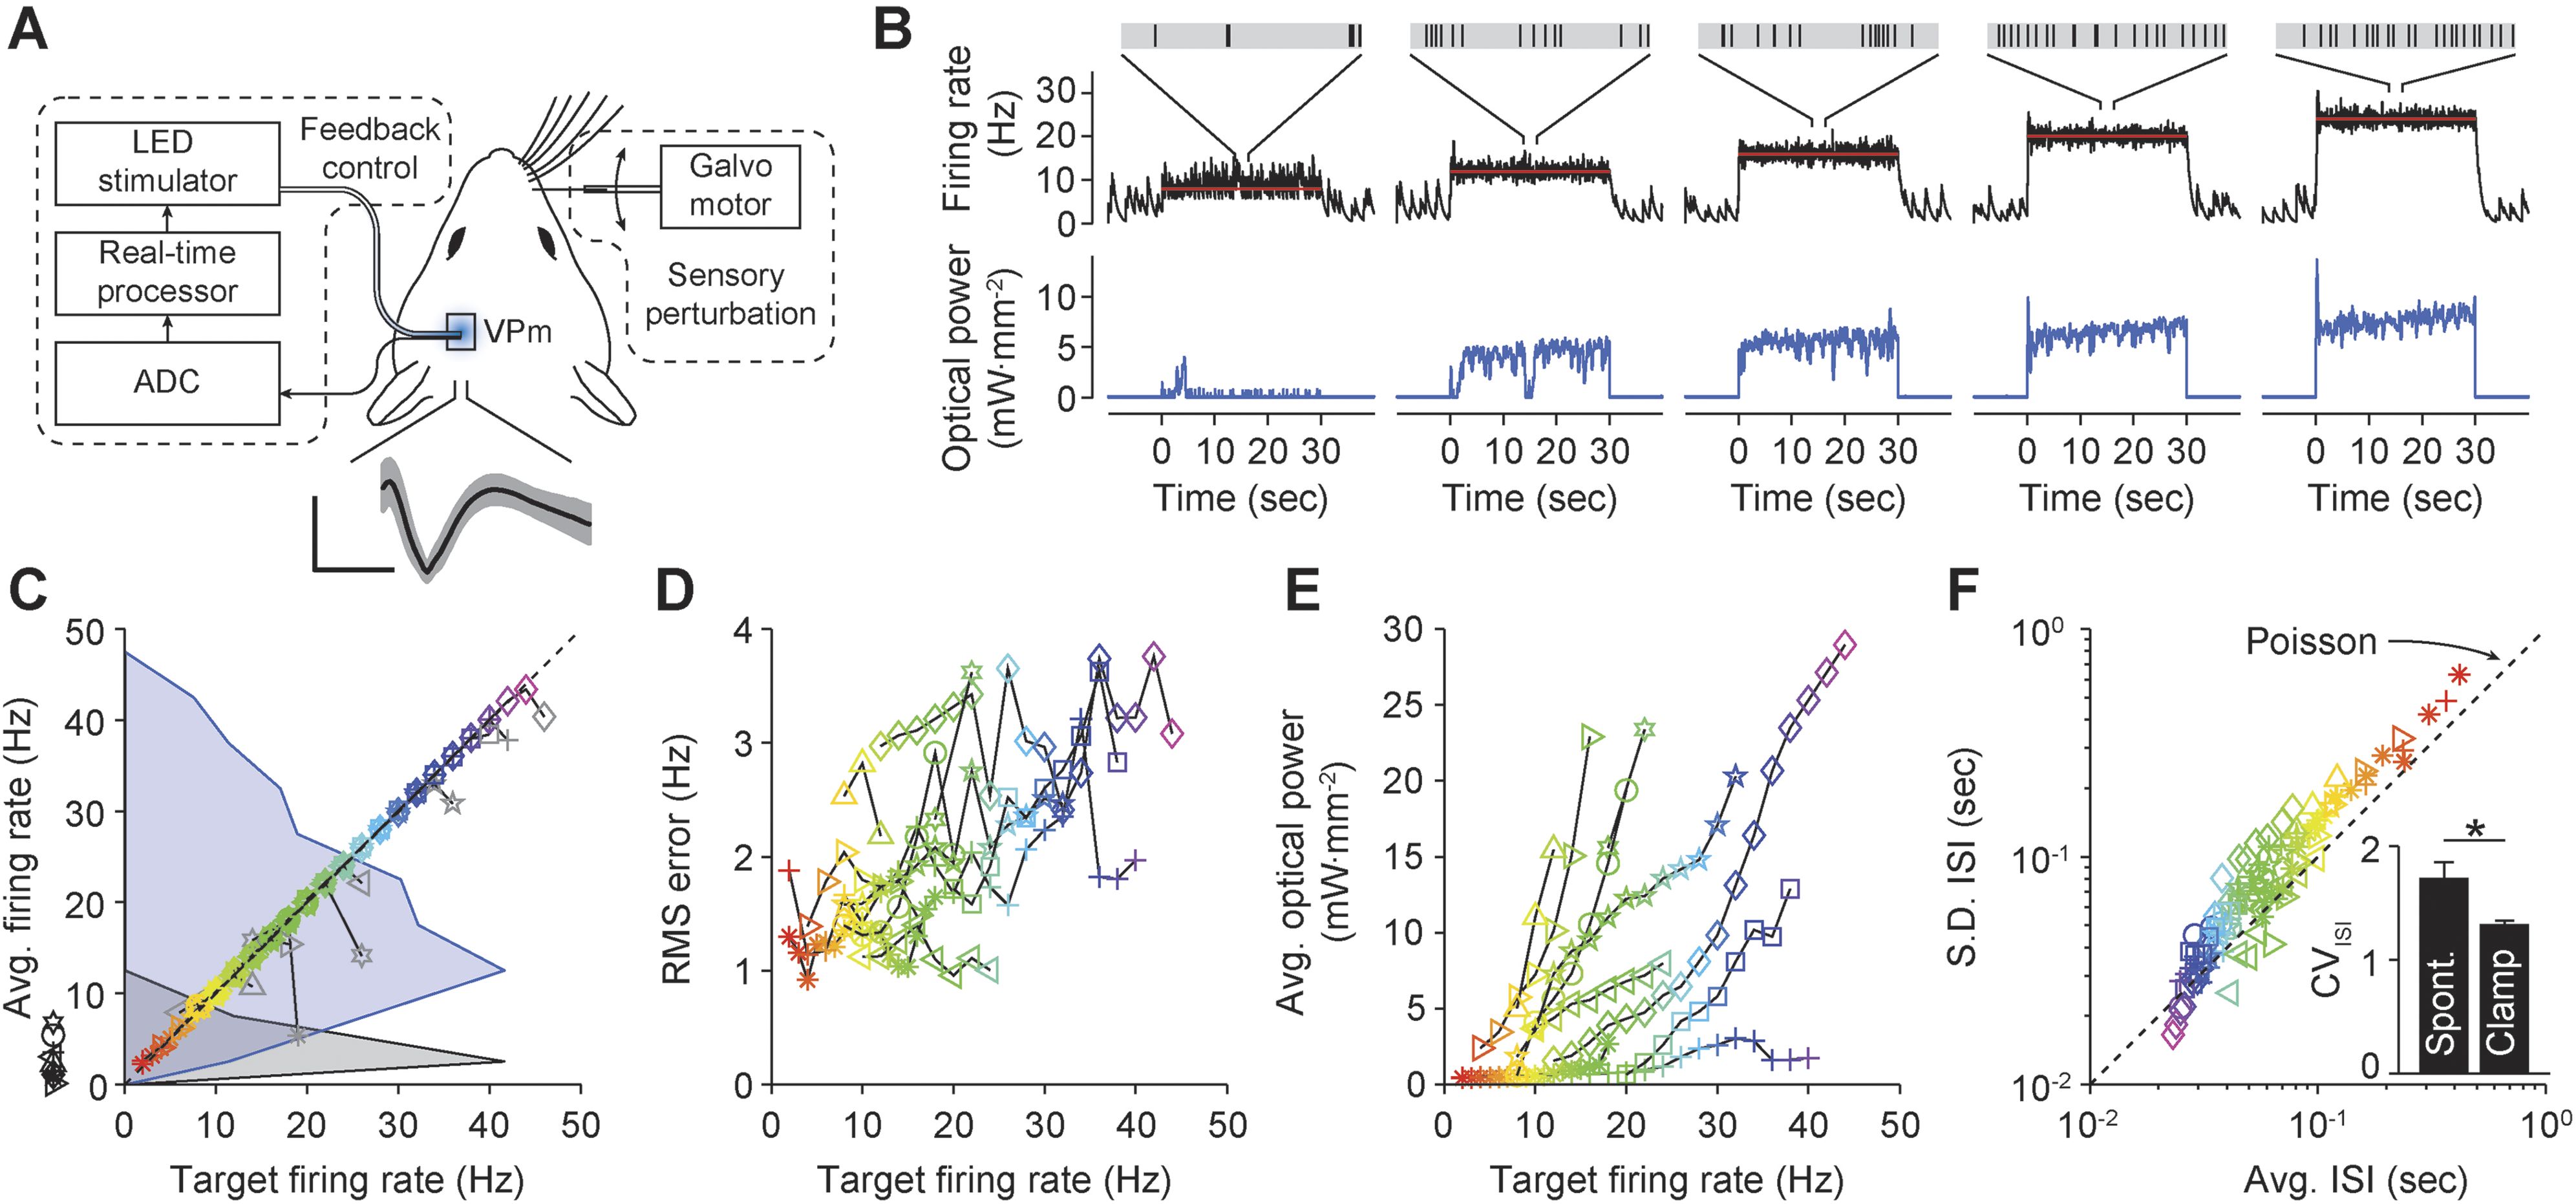 A
LED
stimulator
Feedback
control
Real-time
processor
ADC
VPm
Galvo
motor
Sensory
perturbation
B
Firing rate
(Hz)
30
20
10
0
Optical power
(mW·mm-2)
10
5
0
0 10 20 30
Time (sec)
0 10 20 30
Time (sec)
0 10 20 30
Time (sec)
0 10 20 30
Time (sec)
0 10 20 30
Time (sec)
C
Avg. firing rate (Hz)
50
40
30
20
10
0
0 10 20 30 40 50
Target firing rate (Hz)
D
RMS error (Hz)
4
3
2
1
0
0 10 20 30 40 50
Target firing rate (Hz)
E
Avg. optical power
(mW·mm-2)
30
25
20
15
10
5
0
0 10 20 30 40 50
Target firing rate (Hz)
F
S.D. ISI (sec)
100
10-1
10-2
Poisson
*
CVISI
2
1
0
Spont.
Clamp
10-2 10-1 100
Avg. ISI (sec)